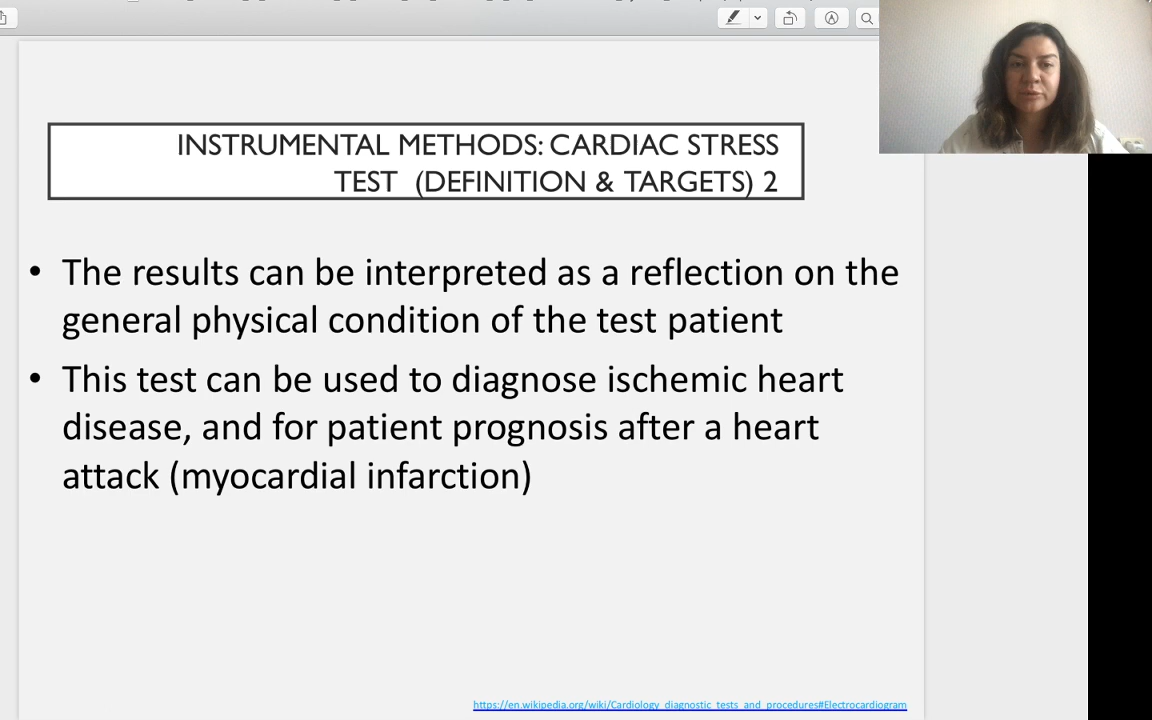 INSTRUMENTAL METHODS: CARDIAC STRESS
TEST (DEFINITION & TARGETS) 2
• The results can be interpreted as a reflection on the
general physical condition of the test patient
• This test can be used to diagnose ischemic heart
disease, and for patient prognosis after a heart
attack (myocardial infarction)
https://en.wikipedia.org/wiki/Cardiology_diagnostic_tests_and_procedures#Electrocardiogram